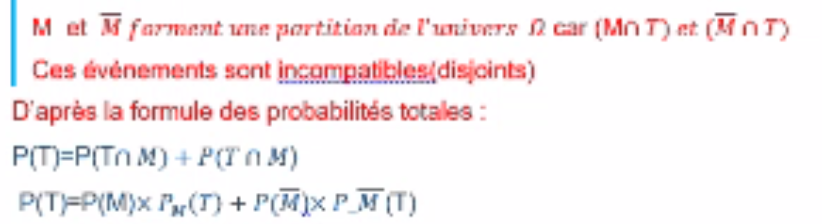 M et M̅ forment une partition de l'univers Ω car (M∩ T) et (M̅ ∩ T)
Ces événements sont incompatibles(disjoints)
D'après la formule des probabilités totales :
P(T)=P(T∩ M) + P(T ∩ M)
P(T)=P(M)× P_M(T) + P(M̅)× P_M̅ (T)